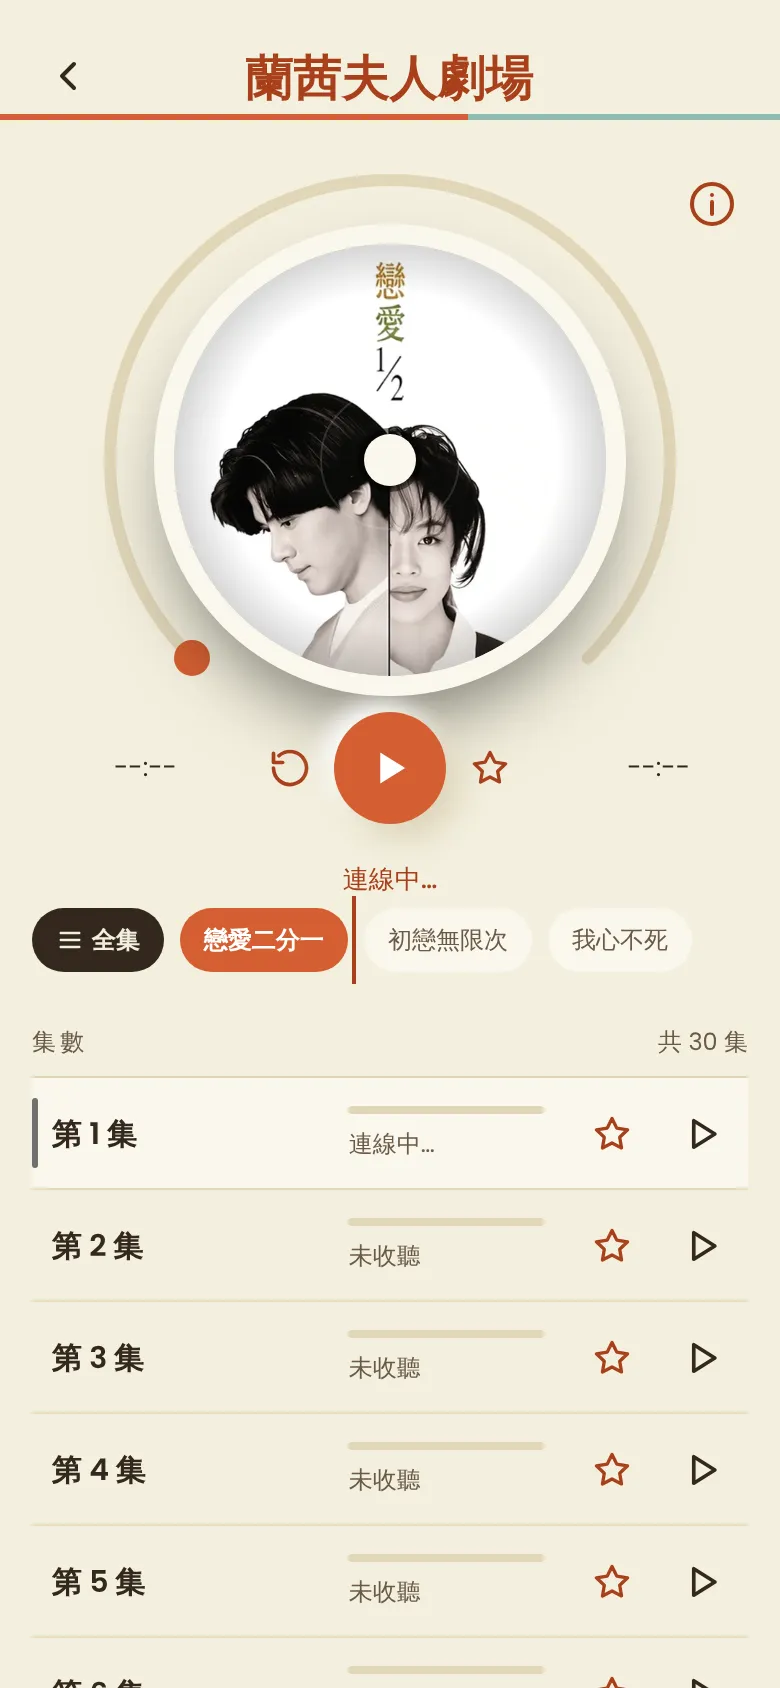 蘭茜夫人劇場
戀
愛
1/2
--:--
--:--
連線中...
全集
戀愛二分一
初戀無限次
我心不死
集數
共 30 集
第 1 集
連線中...
第 2 集
未收聽
第 3 集
未收聽
第 4 集
未收聽
第 5 集
未收聽